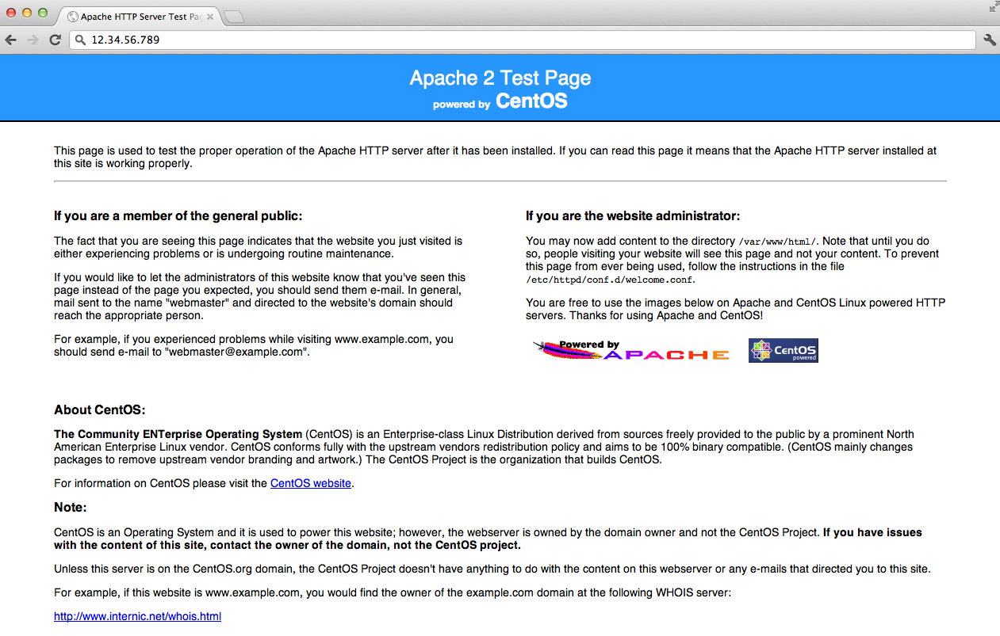 Apache HTTP Server Test Pag
12.34.56.789
Apache 2 Test Page
powered by CentOS
This page is used to test the proper operation of the Apache HTTP server after it has been installed. If you can read this page it means that the Apache HTTP server installed at
this site is working properly.
If you are a member of the general public:
The fact that you are seeing this page indicates that the website you just visited is
either experiencing problems or is undergoing routine maintenance.
If you would like to let the administrators of this website know that you've seen this
page instead of the page you expected, you should send them e-mail. In general,
mail sent to the name "webmaster" and directed to the website's domain should
reach the appropriate person.
For example, if you experienced problems while visiting www.example.com, you
should send e-mail to "webmaster@example.com".
If you are the website administrator:
You may now add content to the directory /var/www/html/. Note that until you do
so, people visiting your website will see this page and not your content. To prevent
this page from ever being used, follow the instructions in the file
/etc/httpd/conf.d/welcome.conf.
You are free to use the images below on Apache and CentOS Linux powered HTTP
servers. Thanks for using Apache and CentOS!
Powered by
APACHE
CentOS
powered
About CentOS:
The Community ENTerprise Operating System (CentOS) is an Enterprise-class Linux Distribution derived from sources freely provided to the public by a prominent North
American Enterprise Linux vendor. CentOS conforms fully with the upstream vendors redistribution policy and aims to be 100% binary compatible. (CentOS mainly changes
packages to remove upstream vendor branding and artwork.) The CentOS Project is the organization that builds CentOS.
For information on CentOS please visit the CentOS website.
Note:
CentOS is an Operating System and it is used to power this website; however, the webserver is owned by the domain owner and not the CentOS Project. If you have issues
with the content of this site, contact the owner of the domain, not the CentOS project.
Unless this server is on the CentOS.org domain, the CentOS Project doesn't have anything to do with the content on this webserver or any e-mails that directed you to this site.
For example, if this website is www.example.com, you would find the owner of the example.com domain at the following WHOIS server:
http://www.internic.net/whois.html